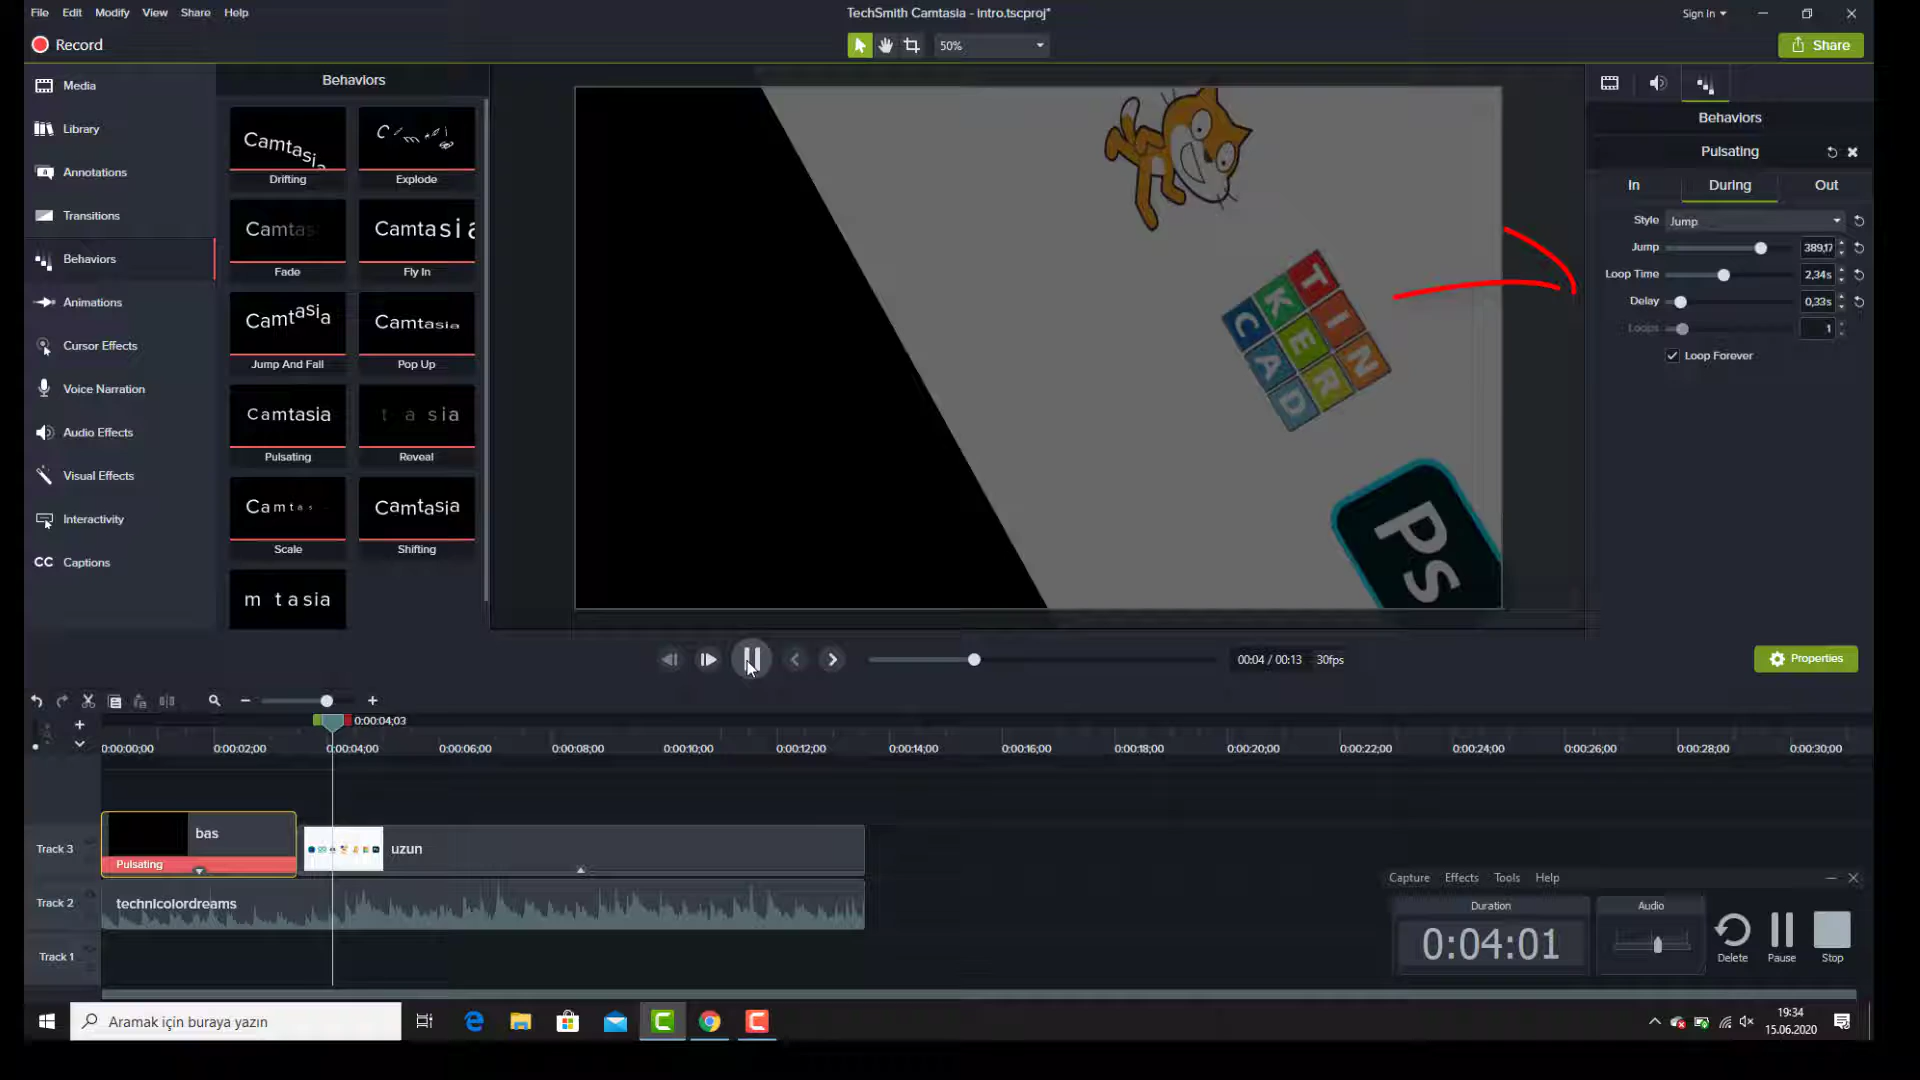 File Edit Modify View Share Help
TechSmith Camtasia - intro.tscproj*
Sign In
Record
50%
Share
Media
Library
Annotations
Transitions
Behaviors
Animations
Cursor Effects
Voice Narration
Audio Effects
Visual Effects
Interactivity
CC Captions
Behaviors
Camtasia
Drifting
Explode
Camtas
Fade
Camtasia
Fly In
Camtasia
Jump And Fall
Camtasia
Pop Up
Camtasia
Pulsating
t a sia
Reveal
Camtas
Scale
Camtasia
Shifting
m t asia
TIN
KER
CAD
Ps
Behaviors
Pulsating
In During Out
Style Jump
Jump 389,17
Loop Time 2,34s
Delay 0,33s
Loops 1
Loop Forever
00:04 / 00:13 30fps
Properties
0:00:04;03
0:00:00;00 0:00:02;00 0:00:04;00 0:00:06;00 0:00:08;00 0:00:10;00 0:00:12;00 0:00:14;00 0:00:16;00 0:00:18;00 0:00:20;00 0:00:22;00 0:00:24;00 0:00:26;00 0:00:28;00 0:00:30;00
Track 3
bas
Pulsating
uzun
Track 2
technicolordreams
Track 1
Capture Effects Tools Help
Duration
0:04:01
Audio
Delete Pause Stop
Aramak için buraya yazın
19:34
15.06.2020